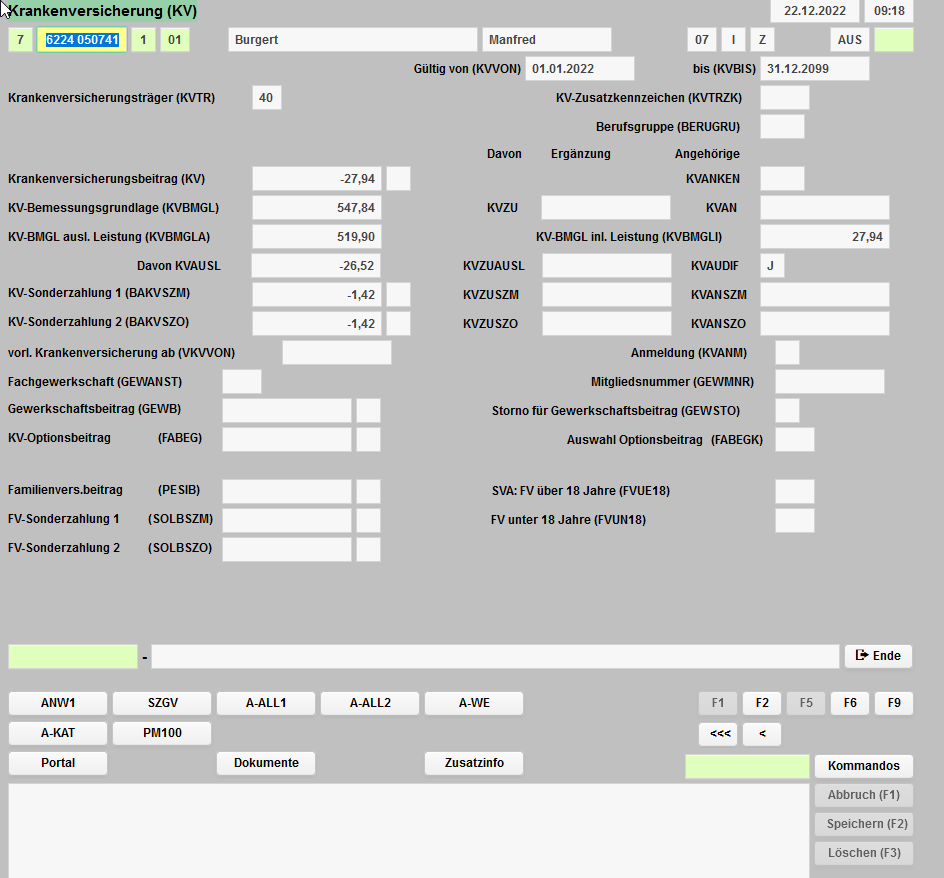 Krankenversicherung (KV) 22.12.2022 09:18
7 6224 050741 1 01 Burgert Manfred 07 I Z AUS
Gültig von (KVVON) 01.01.2022 bis (KVBIS) 31.12.2099
Krankenversicherungsträger (KVTR) 40 KV-Zusatzkennzeichen (KVTRZK)
Berufsgruppe (BERUGRU)
Davon Ergänzung Angehörige
Krankenversicherungsbeitrag (KV) -27,94 KVANKEN
KV-Bemessungsgrundlage (KVBMGL) 547,84 KVZU KVAN
KV-BMGL ausl. Leistung (KVBMGLA) 519,90 KV-BMGL inl. Leistung (KVBMGLI) 27,94
Davon KVAUSL -26,52 KVZUAUSL KVAUDIF J
KV-Sonderzahlung 1 (BAKVSZM) -1,42 KVZUSZM KVANSZM
KV-Sonderzahlung 2 (BAKVSZO) -1,42 KVZUSZO KVANSZO
vorl. Krankenversicherung ab (VKVVON) Anmeldung (KVANM)
Fachgewerkschaft (GEWANST) Mitgliedsnummer (GEWMNR)
Gewerkschaftsbeitrag (GEWB) Storno für Gewerkschaftsbeitrag (GEWSTO)
KV-Optionsbeitrag (FABEG) Auswahl Optionsbeitrag (FABEGK)
Familienvers.beitrag (PESIB) SVA: FV über 18 Jahre (FVUE18)
FV-Sonderzahlung 1 (SOLBSZM) FV unter 18 Jahre (FVUN18)
FV-Sonderzahlung 2 (SOLBSZO)
- Ende
ANW1 SZGV A-ALL1 A-ALL2 A-WE F1 F2 F5 F6 F9
A-KAT PM100 <<< <
Portal Dokumente Zusatzinfo Kommandos
Abbruch (F1)
Speichern (F2)
Löschen (F3)